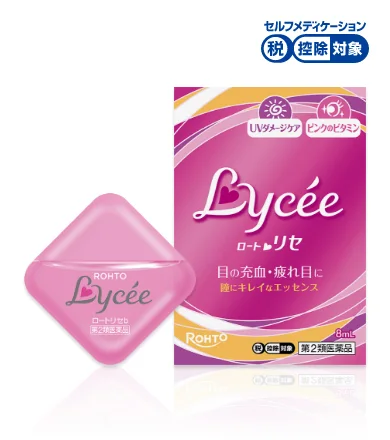 セルフメディケーション
税 控除 対象
UVダメージケア
ピンクのビタミン
Lycée
ロート リセ
目の充血・疲れ目に
瞳にキレイなエッセンス
8mL
ROHTO
税 控除 対象
第2類医薬品
ROHTO
Lycée
ロートリセb
第2類医薬品